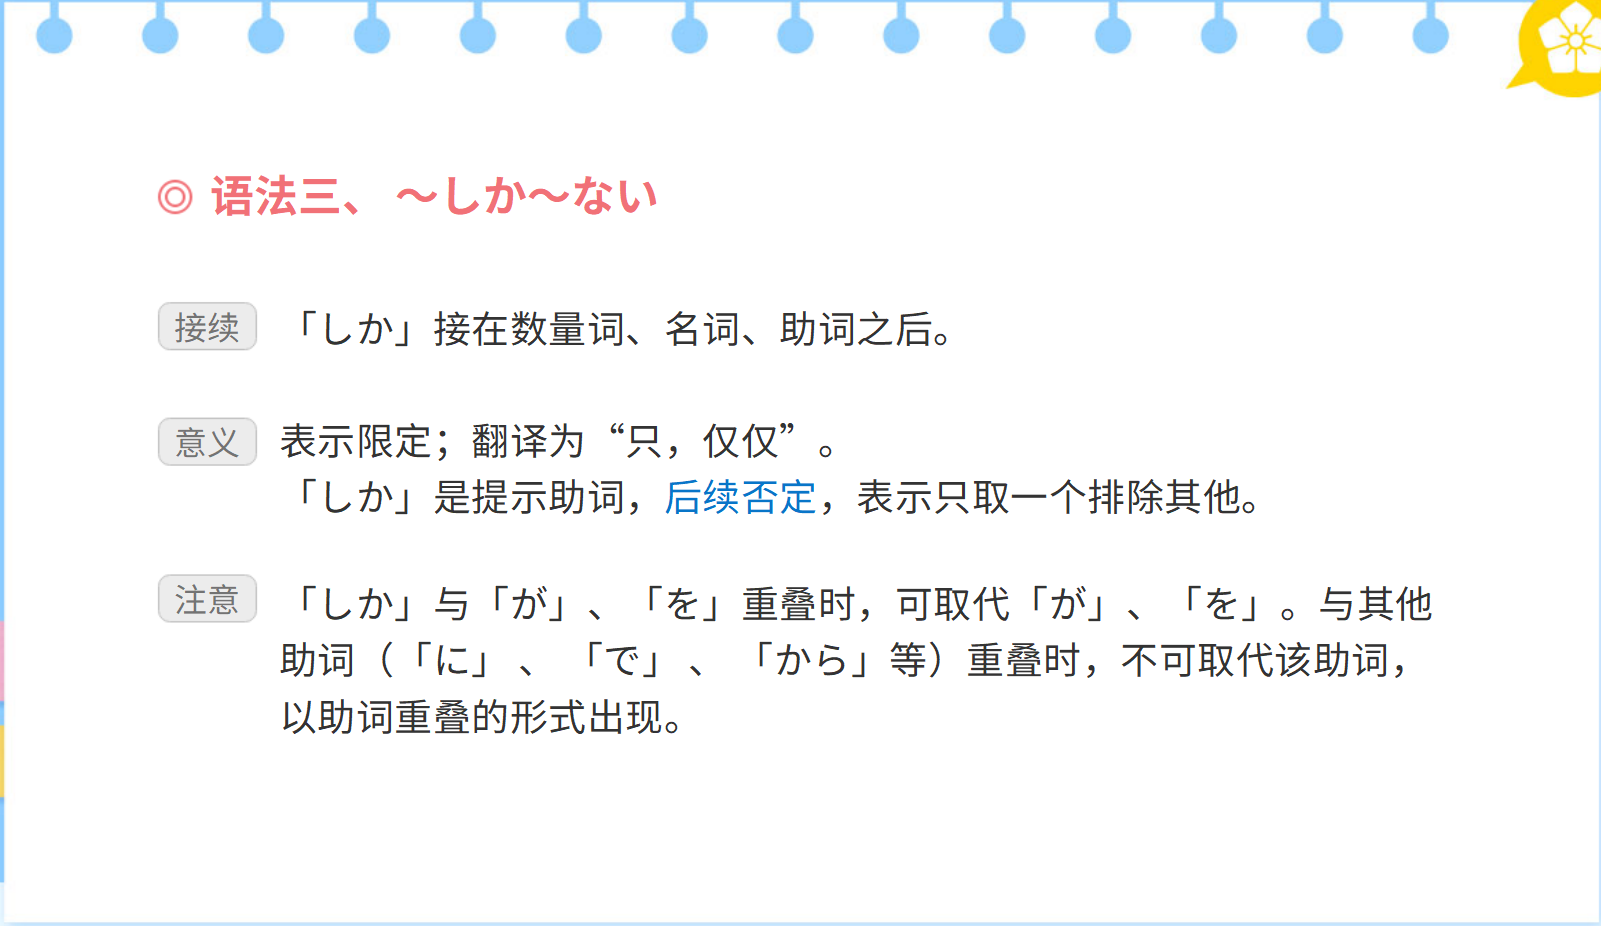 ◎ 语法三、 ～しか～ない
接续 「しか」接在数量词、名词、助词之后。
意义 表示限定；翻译为“只，仅仅”。
「しか」是提示助词，后续否定，表示只取一个排除其他。
注意 「しか」与「が」、「を」重叠时，可取代「が」、「を」。与其他
助词（「に」、「で」、「から」等）重叠时，不可取代该助词，
以助词重叠的形式出现。